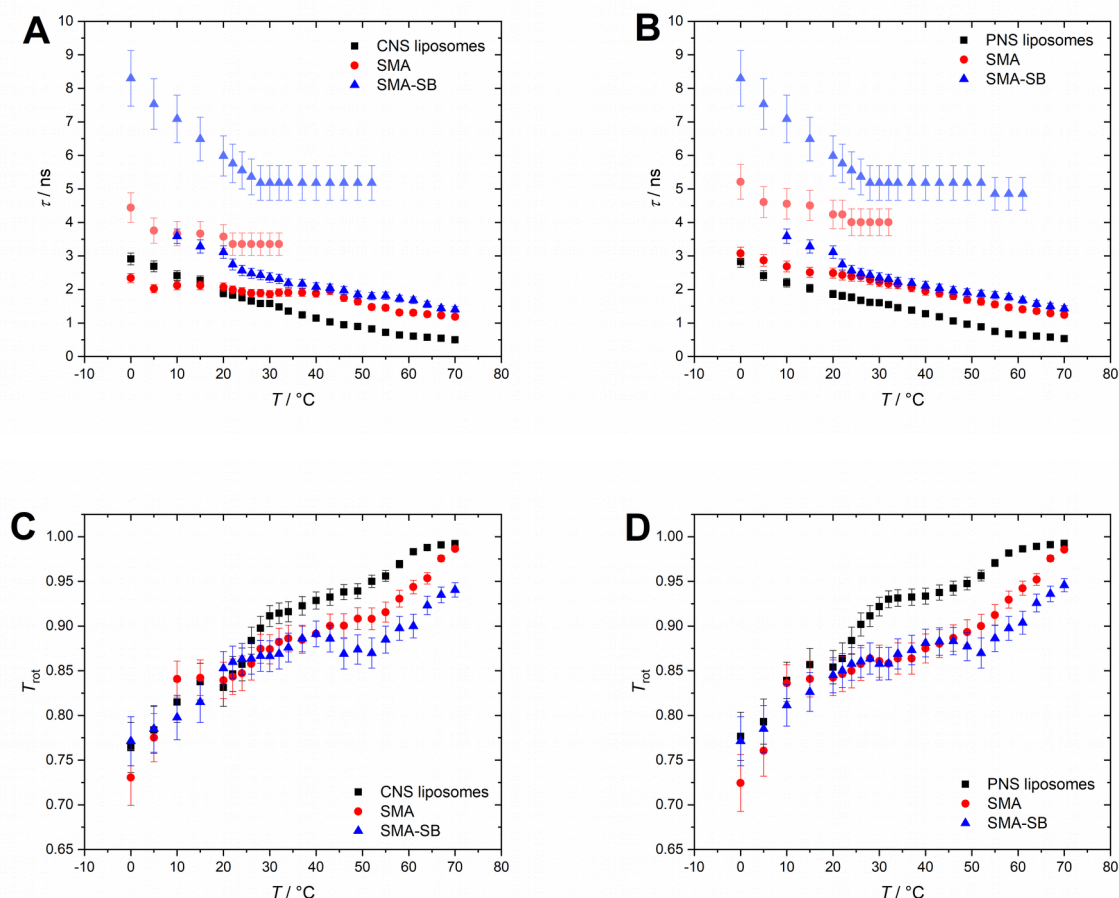 A
10
9
8
7
6
5
4
3
2
1
0
τ / ns
-10 0 10 20 30 40 50 60 70 80
T / °C
CNS liposomes
SMA
SMA-SB
B
10
9
8
7
6
5
4
3
2
1
0
τ / ns
-10 0 10 20 30 40 50 60 70 80
T / °C
PNS liposomes
SMA
SMA-SB
C
1.00
0.95
0.90
0.85
0.80
0.75
0.70
0.65
Trot
-10 0 10 20 30 40 50 60 70 80
T / °C
CNS liposomes
SMA
SMA-SB
D
1.00
0.95
0.90
0.85
0.80
0.75
0.70
0.65
Trot
-10 0 10 20 30 40 50 60 70 80
T / °C
PNS liposomes
SMA
SMA-SB